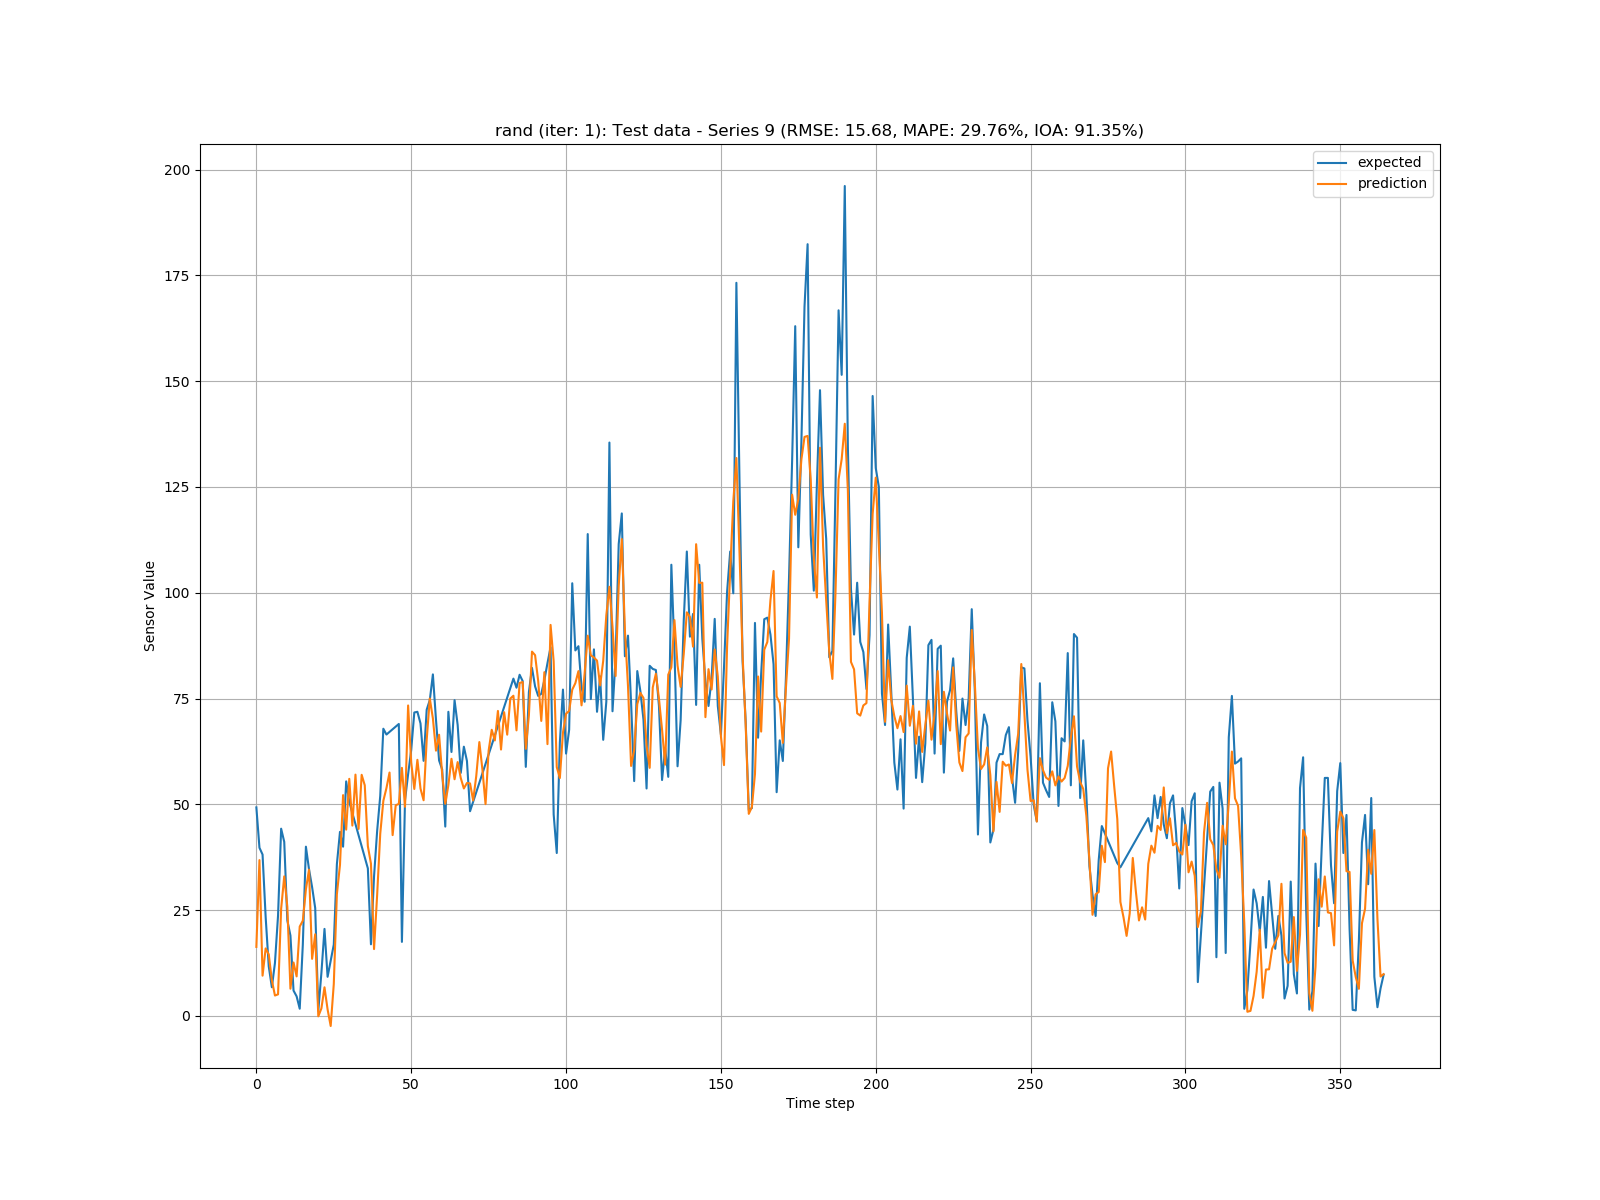 rand (iter: 1): Test data - Series 9 (RMSE: 15.68, MAPE: 29.76%, IOA: 91.35%)
expected
prediction
200
175
150
125
100
75
50
25
0
Sensor Value
0 50 100 150 200 250 300 350
Time step